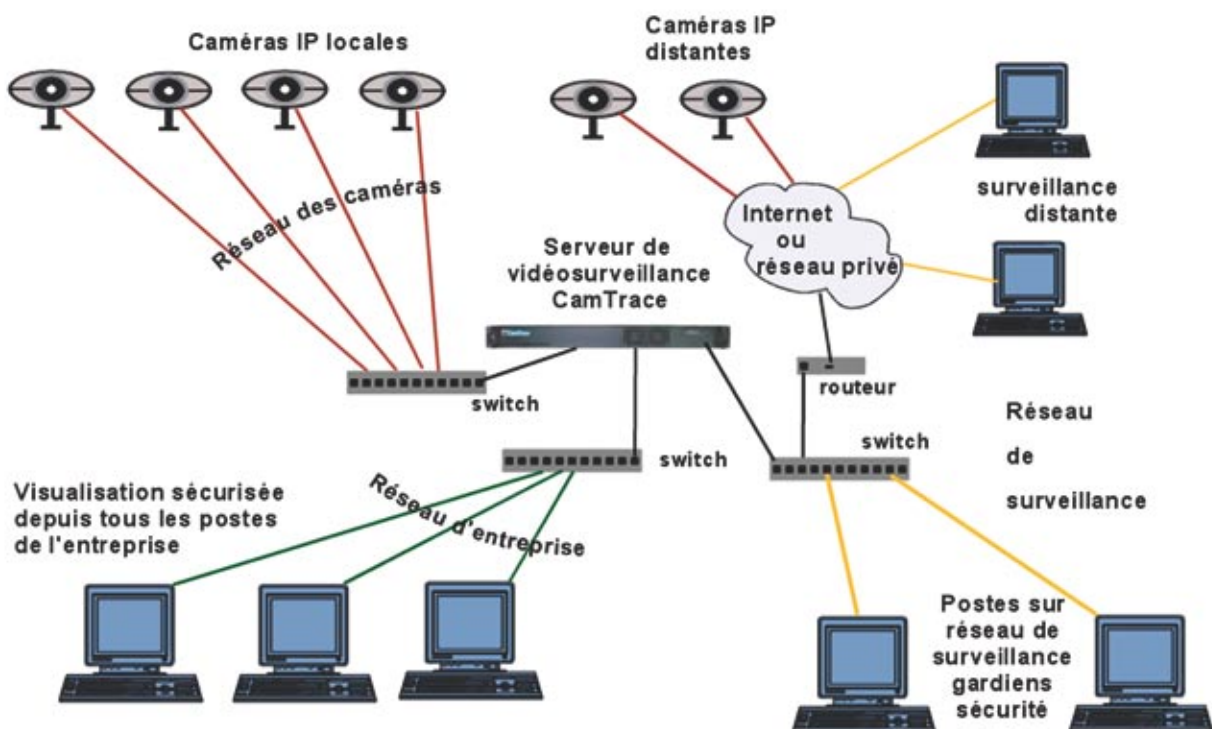 Caméras IP locales
Caméras IP
distantes
Réseau des caméras
surveillance
distante
Internet
ou
réseau privé
Serveur de
vidéosurveillance
CamTrace
switch
routeur
switch
switch
Réseau
de
surveillance
Visualisation sécurisée
depuis tous les postes
de l'entreprise
Réseau d'entreprise
Postes sur
réseau de
surveillance
gardiens
sécurité